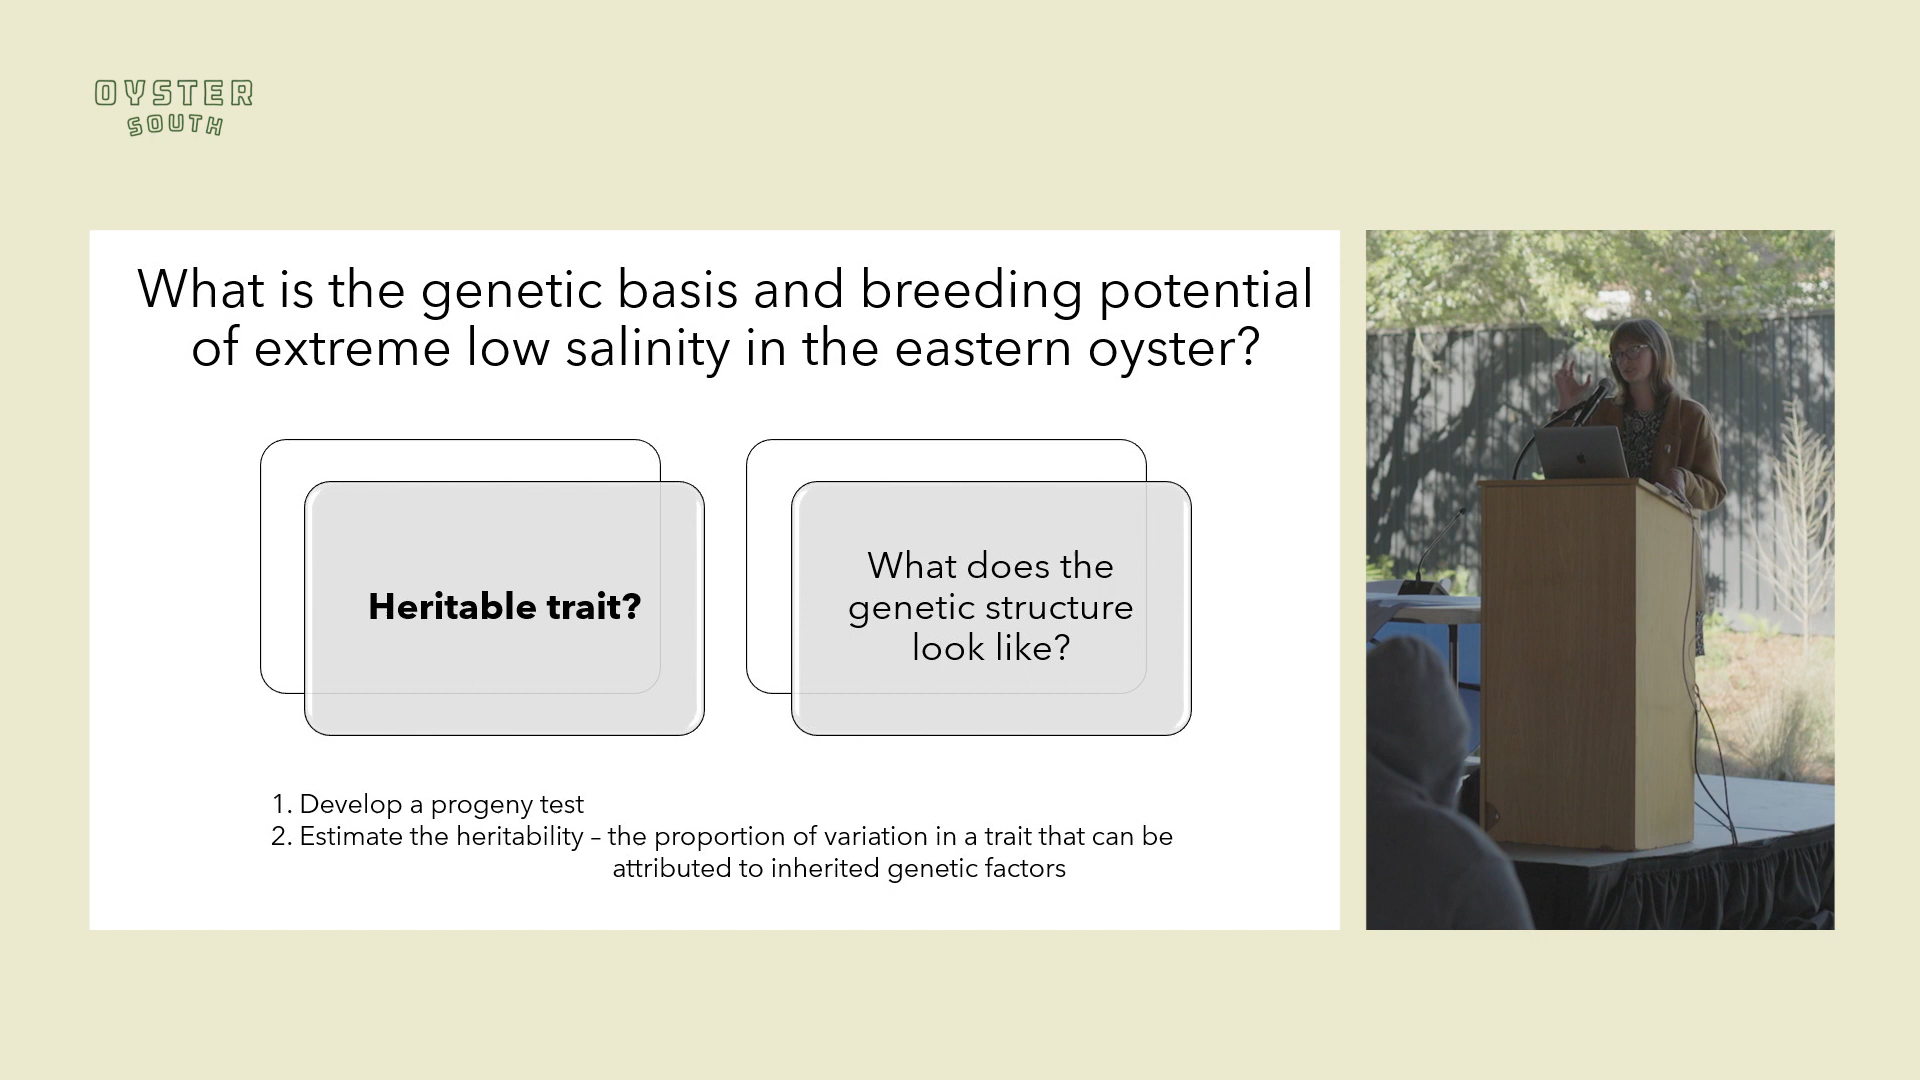 OYSTER
SOUTH
What is the genetic basis and breeding potential
of extreme low salinity in the eastern oyster?
Heritable trait?
What does the
genetic structure
look like?
1. Develop a progeny test
2. Estimate the heritability – the proportion of variation in a trait that can be
attributed to inherited genetic factors